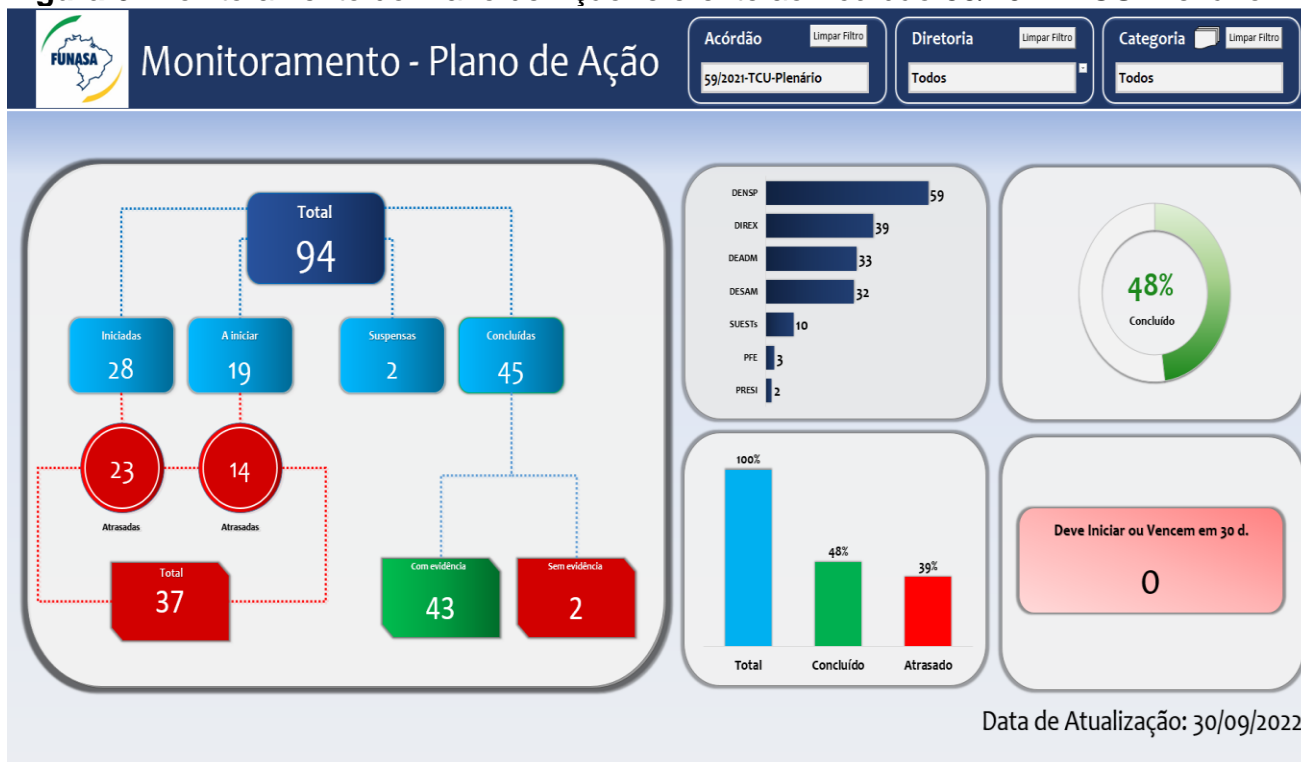 FUNASA
Monitoramento - Plano de Ação
Acórdão
Limpar Filtro
59/2021-TCU-Plenário
Diretoria
Limpar Filtro
Todos
Categoria
Limpar Filtro
Todos
Total
94
Iniciadas
28
A iniciar
19
Suspensas
2
Concluídas
45
23
Atrasadas
14
Atrasadas
Total
37
Com evidência
43
Sem evidência
2
DENSP 59
DIREX 39
DEADM 33
DESAM 32
SUESTs 10
PFE 3
PRESI 2
48%
Concluído
100%
48%
39%
Total Concluído Atrasado
Deve Iniciar ou Vencem em 30 d.
0
Data de Atualização: 30/09/2022